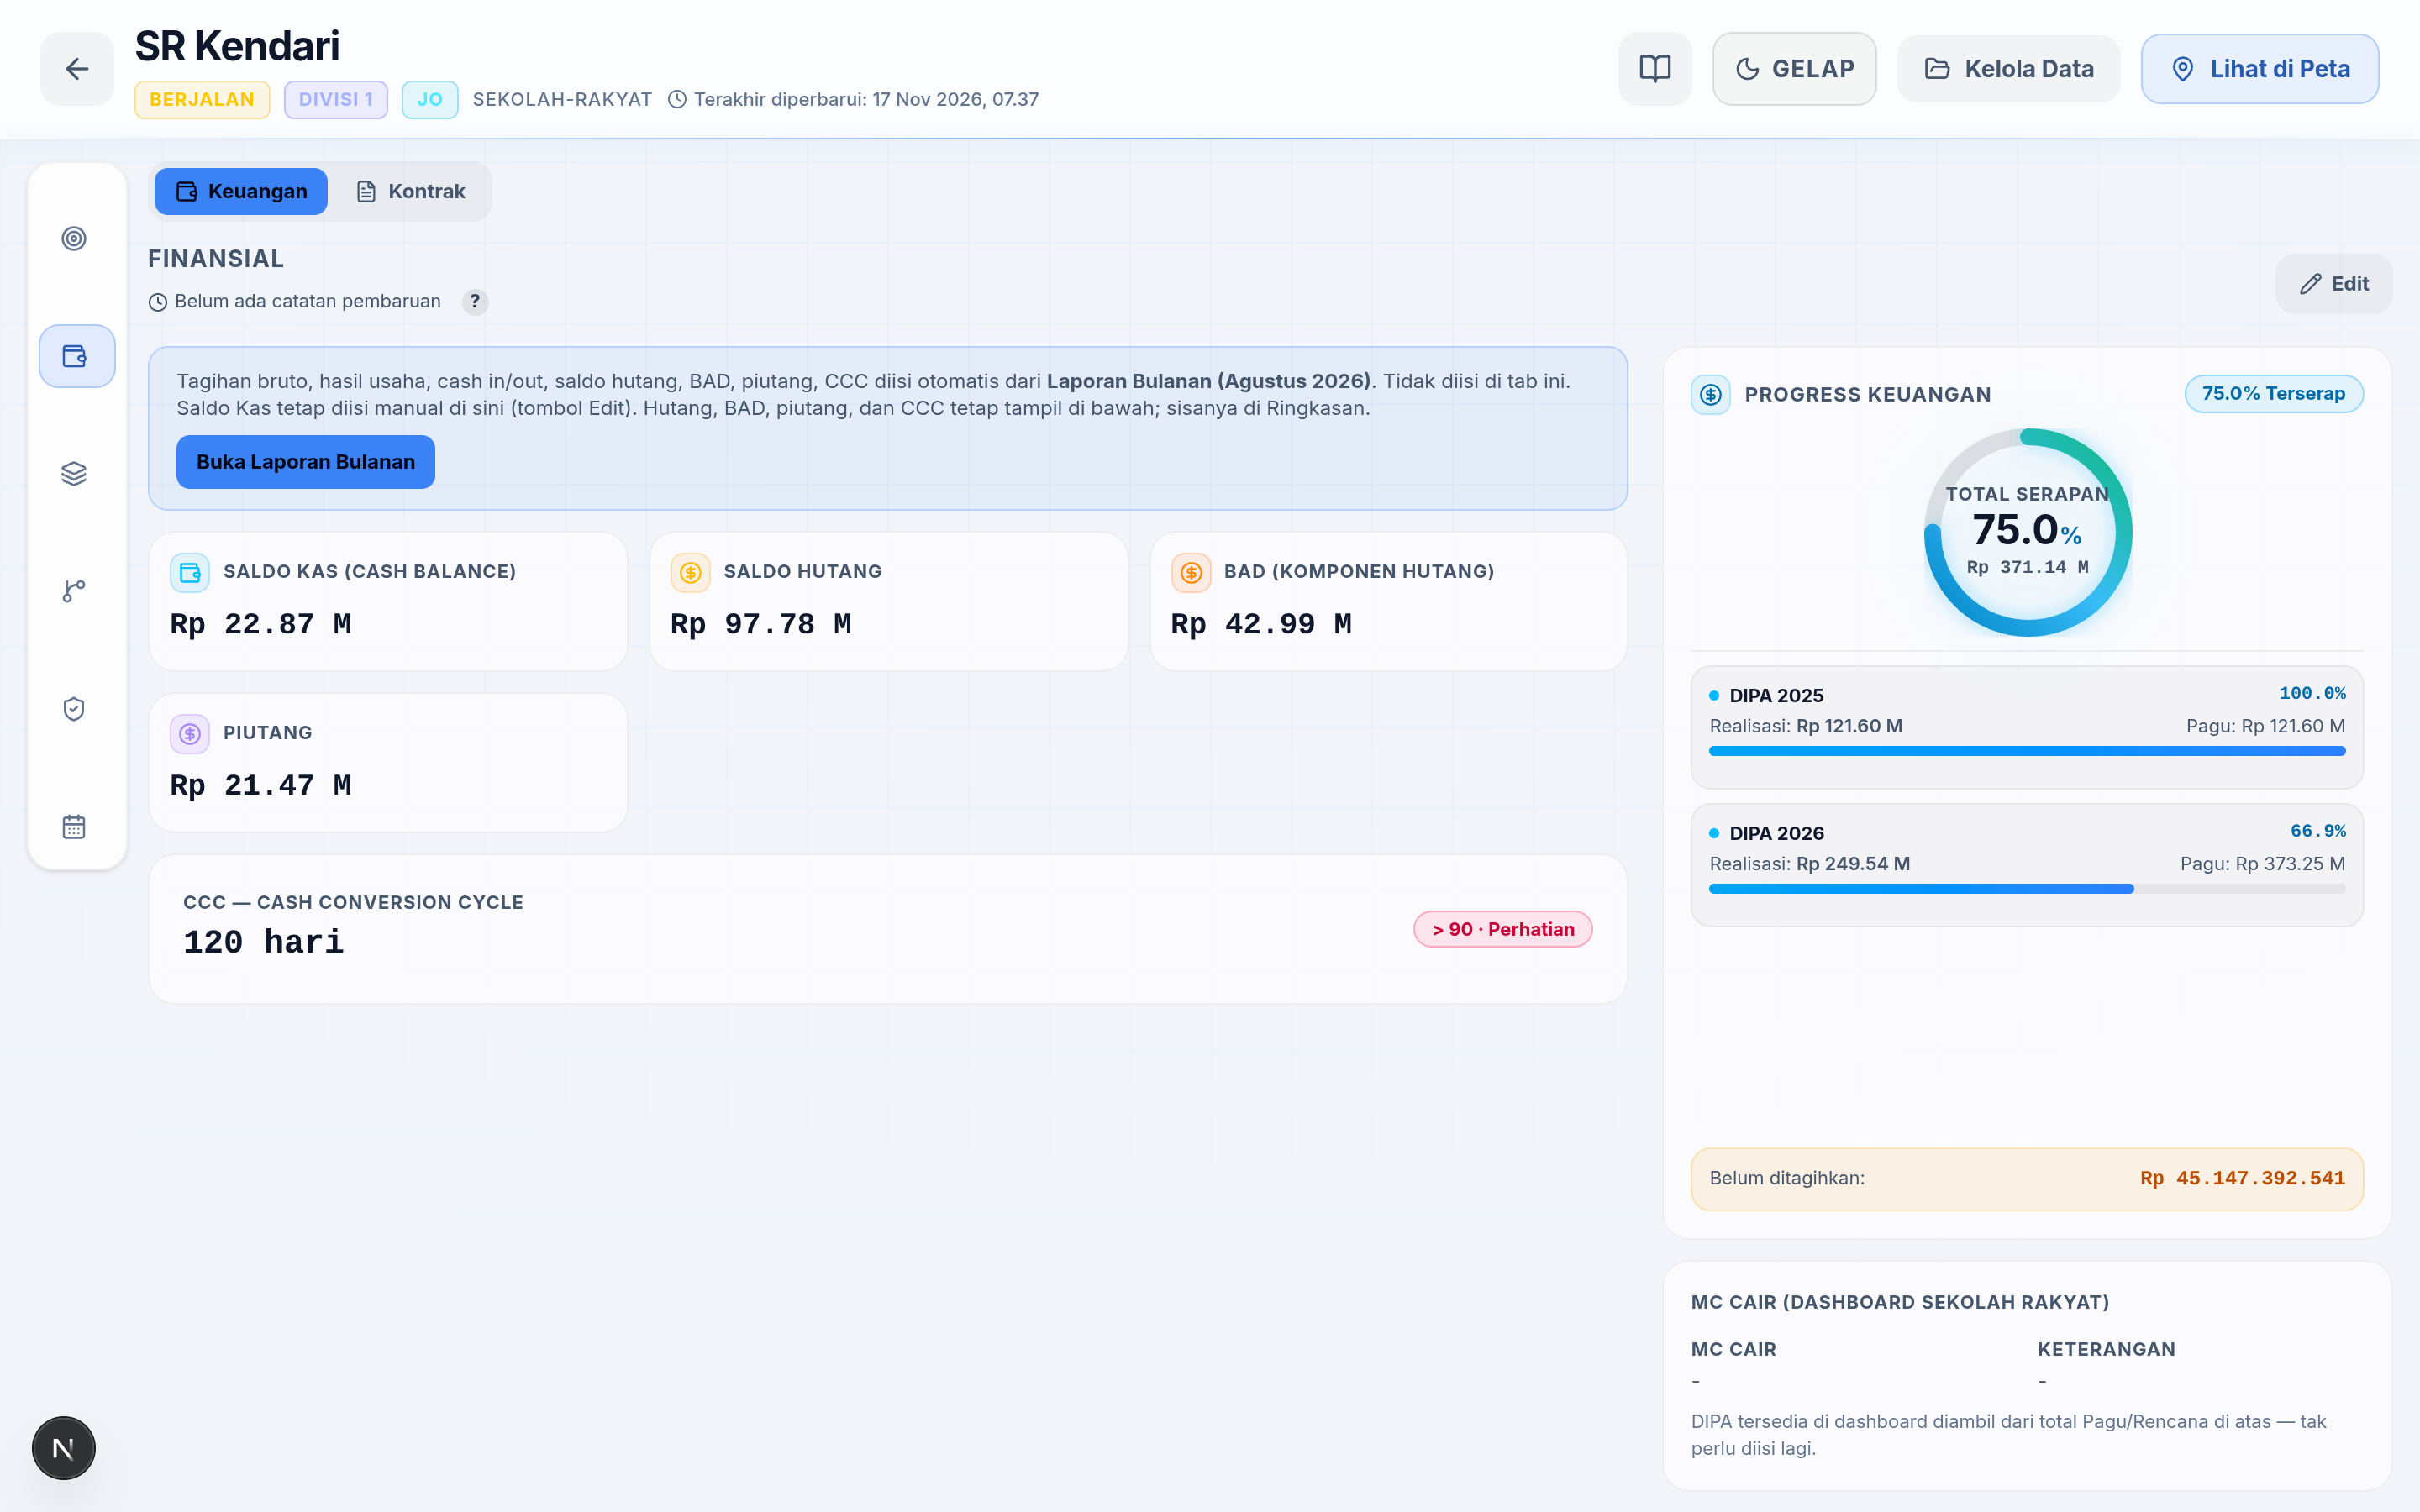 SR Kendari
BERJALAN DIVISI 1 JO SEKOLAH-RAKYAT Terakhir diperbarui: 17 Nov 2026, 07.37
GELAP
Kelola Data
Lihat di Peta
Keuangan
Kontrak
FINANSIAL
Belum ada catatan pembaruan ?
Edit
Tagihan bruto, hasil usaha, cash in/out, saldo hutang, BAD, piutang, CCC diisi otomatis dari Laporan Bulanan (Agustus 2026). Tidak diisi di tab ini.
Saldo Kas tetap diisi manual di sini (tombol Edit). Hutang, BAD, piutang, dan CCC tetap tampil di bawah; sisanya di Ringkasan.
Buka Laporan Bulanan
SALDO KAS (CASH BALANCE)
Rp 22.87 M
SALDO HUTANG
Rp 97.78 M
BAD (KOMPONEN HUTANG)
Rp 42.99 M
PIUTANG
Rp 21.47 M
CCC — CASH CONVERSION CYCLE
120 hari
> 90 · Perhatian
PROGRESS KEUANGAN
75.0% Terserap
TOTAL SERAPAN
75.0%
Rp 371.14 M
DIPA 2025 100.0%
Realisasi: Rp 121.60 M Pagu: Rp 121.60 M
DIPA 2026 66.9%
Realisasi: Rp 249.54 M Pagu: Rp 373.25 M
Belum ditagihkan: Rp 45.147.392.541
MC CAIR (DASHBOARD SEKOLAH RAKYAT)
MC CAIR KETERANGAN
- -
DIPA tersedia di dashboard diambil dari total Pagu/Rencana di atas — tak
perlu diisi lagi.
N